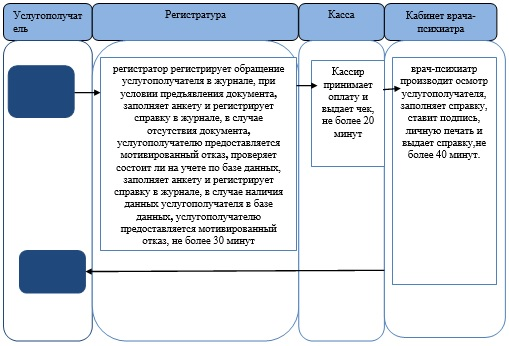 Услугополучат
ель
Регистратура
Касса
Кабинет врача-
психиатра
регистратор регистрирует обращение
услугополучателя в журнале, при
условии предъявления документа,
заполняет анкету и регистрирует
справку в журнале, в случае
отсутствия документа,
услугополучателю предоставляется
мотивированный отказ, проверяет
состоит ли на учете по базе данных,
заполняет анкету и регистрирует
справку в журнале, в случае наличия
данных услугополучателя в базе
данных, услугополучателю
предоставляется мотивированный
отказ, не более 30 минут
Кассир
принимает
оплату и
выдает чек,
не более 20
минут
врач-психиатр
производит осмотр
услугополучателя,
заполняет справку,
ставит подпись,
личную печать и
выдает справку,не
более 40 минут.